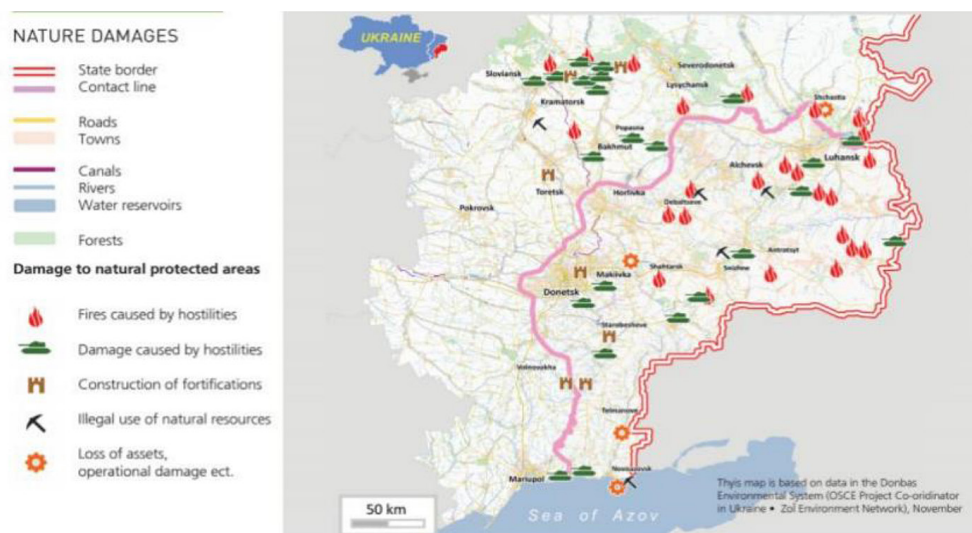 NATURE DAMAGES
State border
Contact line
Roads
Towns
Canals
Rivers
Water reservoirs
Forests
Damage to natural protected areas
Fires caused by hostilities
Damage caused by hostilities
Construction of fortifications
Illegal use of natural resources
Loss of assets,
operational damage ect.
UKRAINE
Sloviansk
Severodonetsk
Lysychansk
Shchastia
Kramatorsk
Popasna
Bakhmut
Alchevsk
Luhansk
Toretsk
Horlivka
Debaltseve
Pokrovsk
Antratsyt
Makiivka
Shahtarsk
Donetsk
Starobesheve
Volnovakha
Telmanove
Mariupol
Novoazovsk
50 km
Sea of Azov
Thyis map is based on data in the Donbas
Environmental System (OSCE Project Co-oridinator
in Ukraine • Zoï Environment Network), November